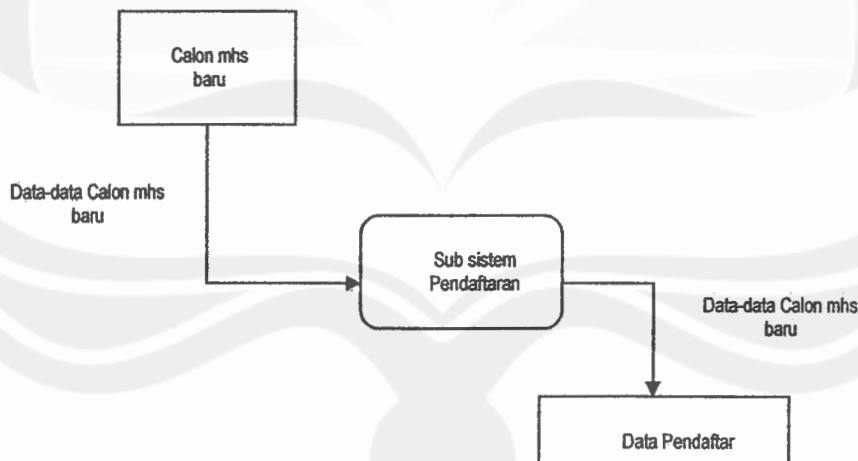 Calon mhs
baru
Data-data Calon mhs
baru
Sub sistem
Pendaftaran
Data-data Calon mhs
baru
Data Pendaftar